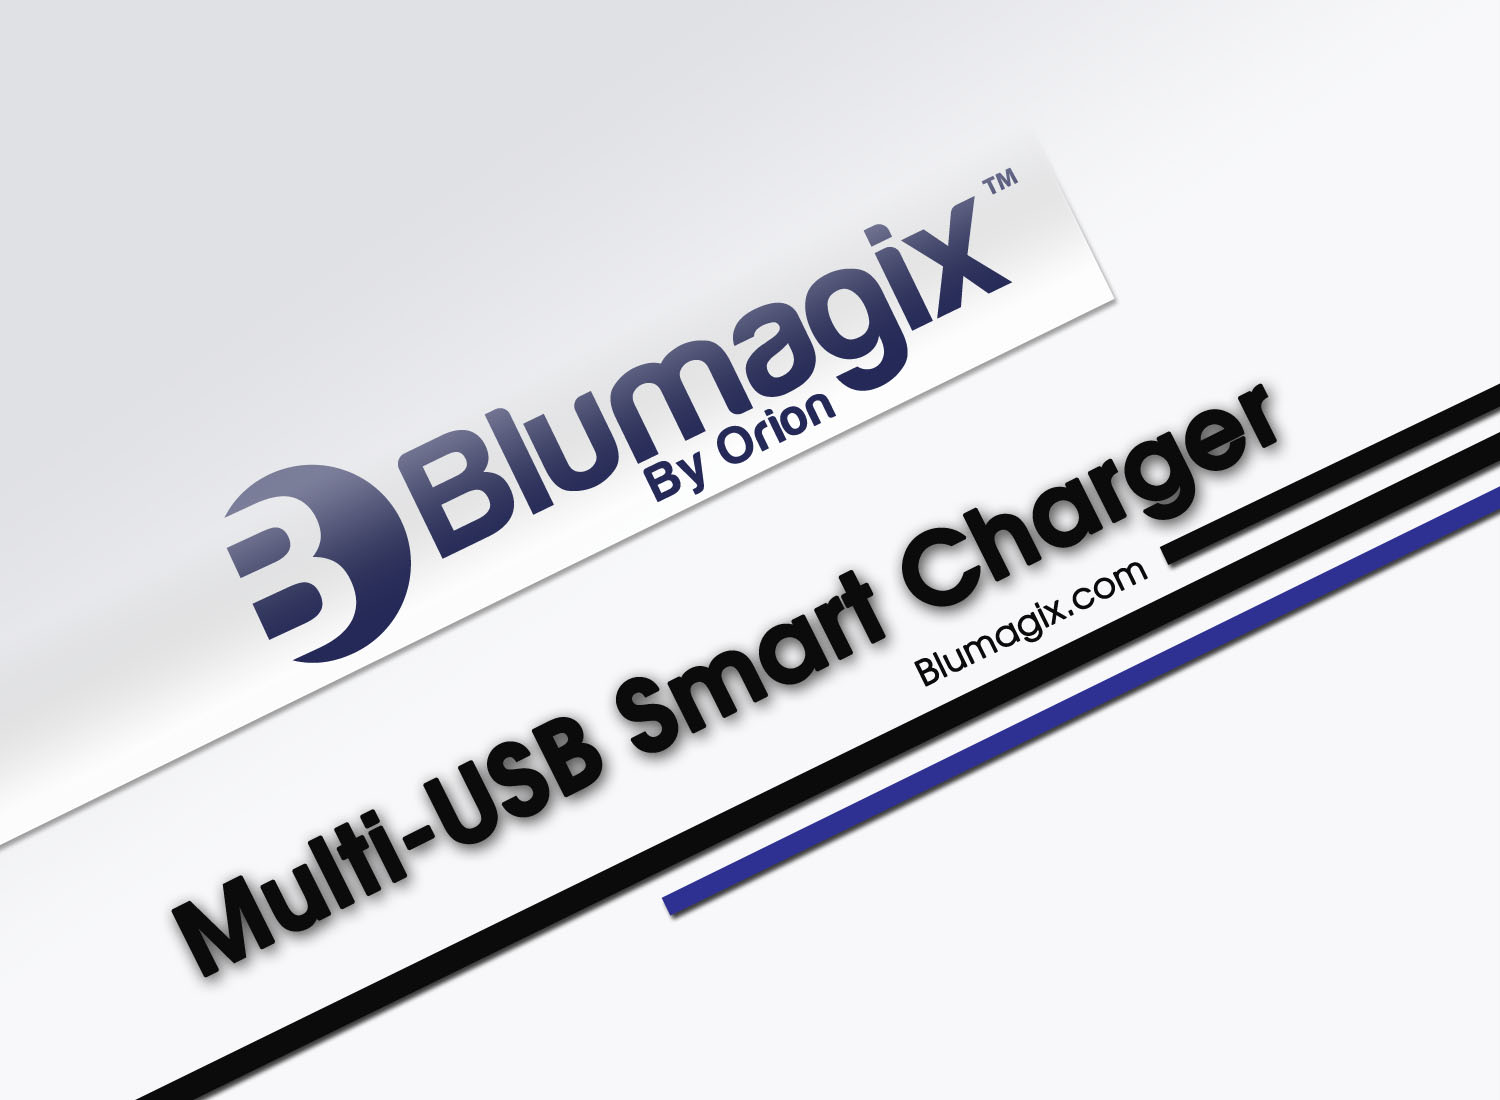 Blumagix™
By Orion
Multi-USB Smart Charger
Blumagix.com